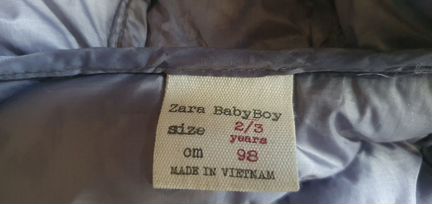 Zara BabyBoy
size 2/3
years
cm 98
MADE IN VIETNAM